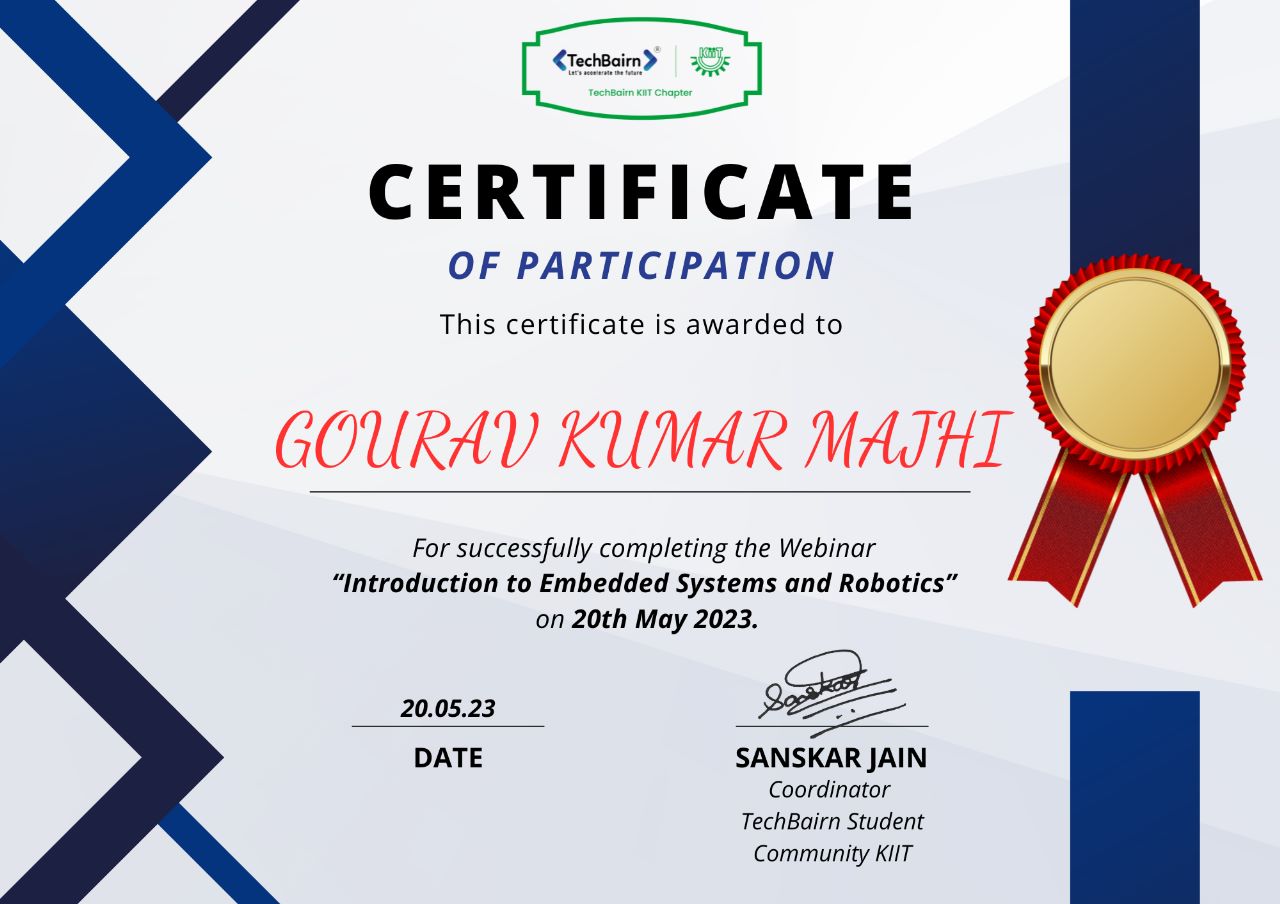 TechBairn®
Let's accelerate the future
KIIT
TechBairn KIIT Chapter
CERTIFICATE
OF PARTICIPATION
This certificate is awarded to
GOURAV KUMAR MAJHI
For successfully completing the Webinar
“Introduction to Embedded Systems and Robotics”
on 20th May 2023.
20.05.23
DATE
Sanskar
SANSKAR JAIN
Coordinator
TechBairn Student
Community KIIT